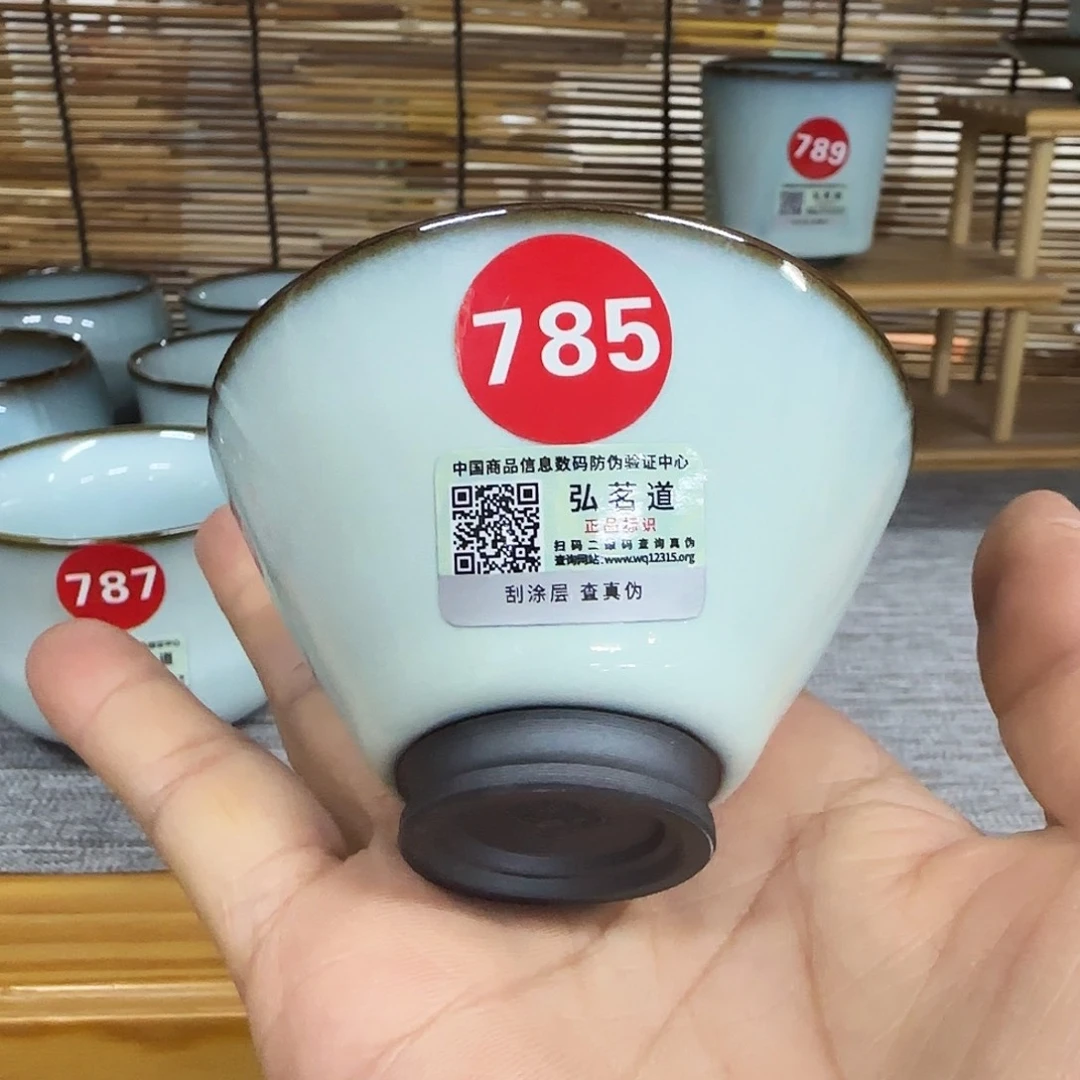 789
785
中国商品信息数码防伪验证中心
弘茗道
正品标识
扫码二维码查询真伪
查询网站:www.wq12315.org
刮涂层 查真伪
787
道